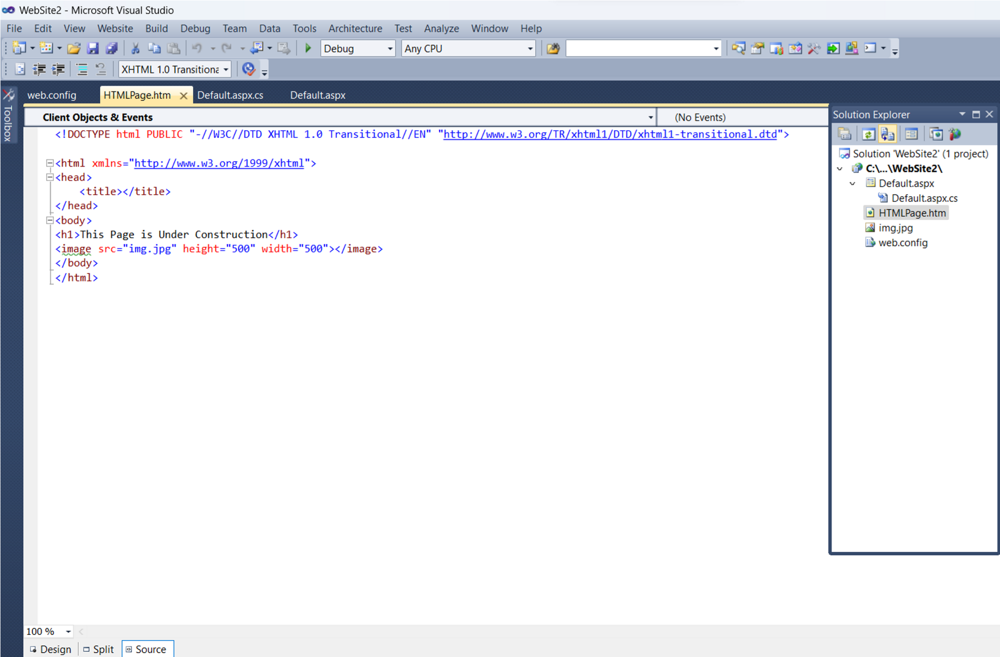 WebSite2 - Microsoft Visual Studio
File Edit View Website Build Debug Team Data Tools Architecture Test Analyze Window Help
Debug Any CPU
XHTML 1.0 Transitiona
Toolbox
web.config HTMLPage.htm Default.aspx.cs Default.aspx
Client Objects & Events (No Events)
<!DOCTYPE html PUBLIC "-//W3C//DTD XHTML 1.0 Transitional//EN" "http://www.w3.org/TR/xhtml1/DTD/xhtml1-transitional.dtd">
<html xmlns="http://www.w3.org/1999/xhtml">
<head>
<title></title>
</head>
<body>
<h1>This Page is Under Construction</h1>
<image src="img.jpg" height="500" width="500"></image>
</body>
</html>
Solution Explorer
Solution 'WebSite2' (1 project)
C:\...\WebSite2\
Default.aspx
Default.aspx.cs
HTMLPage.htm
img.jpg
web.config
100 %
Design Split Source